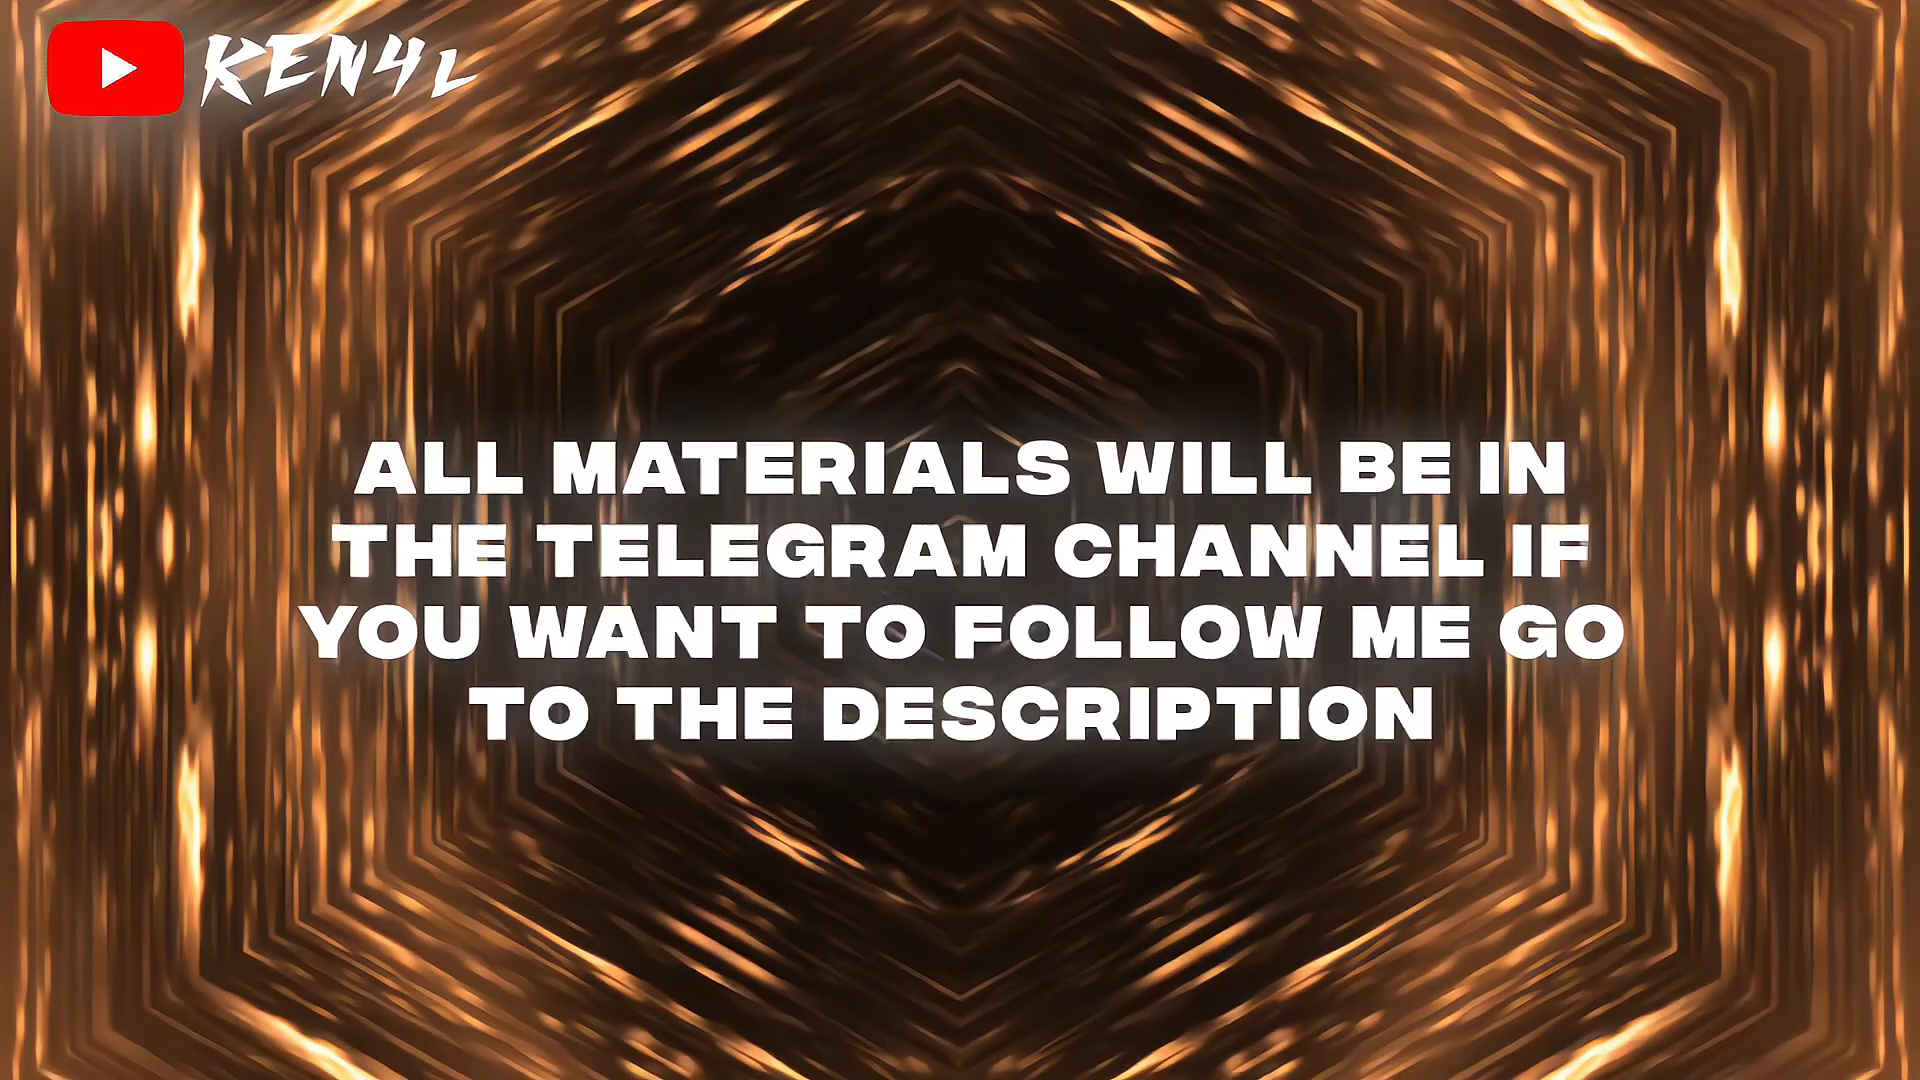 KEN4L
ALL MATERIALS WILL BE IN
THE TELEGRAM CHANNEL IF
YOU WANT TO FOLLOW ME GO
TO THE DESCRIPTION